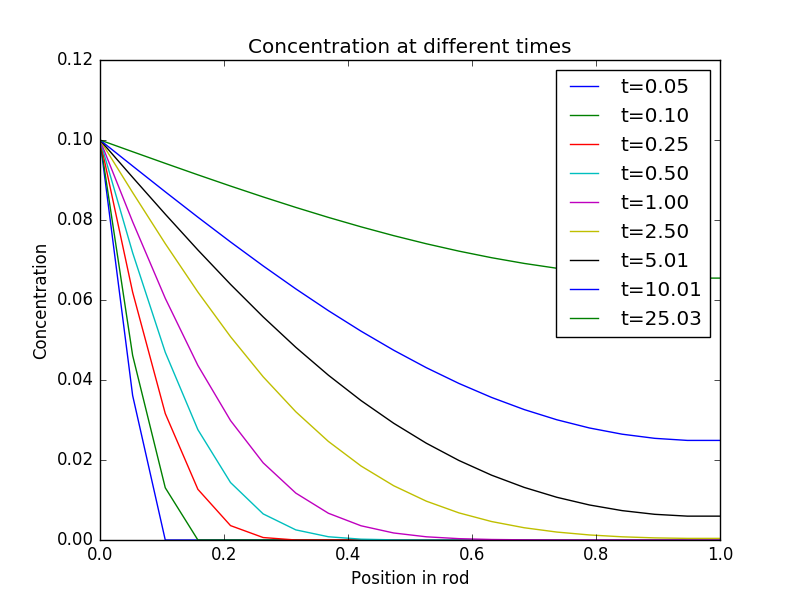 Concentration at different times
0.12
0.10
0.08
0.06
0.04
0.02
0.00
Concentration
t=0.05
t=0.10
t=0.25
t=0.50
t=1.00
t=2.50
t=5.01
t=10.01
t=25.03
0.0 0.2 0.4 0.6 0.8 1.0
Position in rod